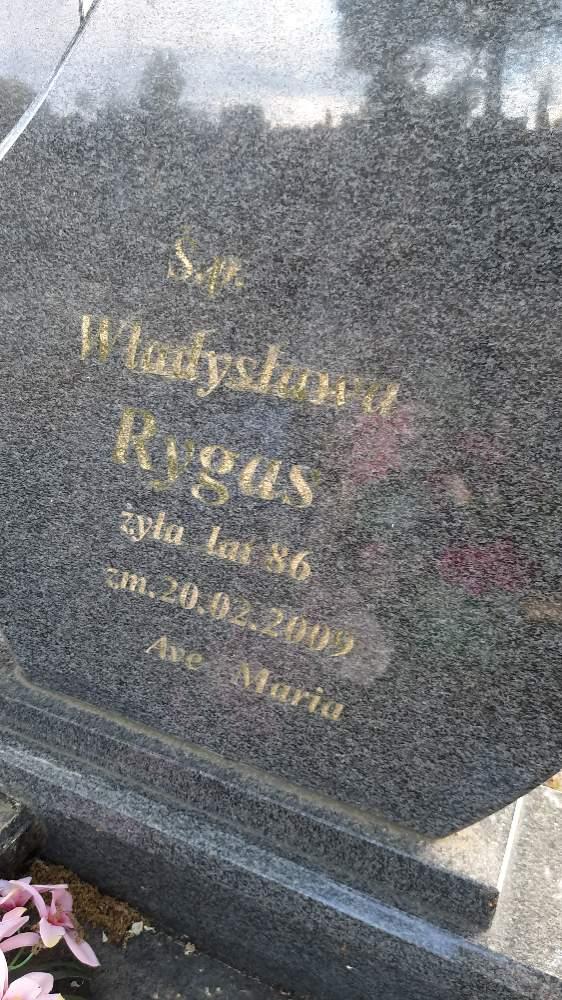 Ś.†p.
Władysława
Rygas
żyła lat 86
zm.20.02.2009
Ave Maria